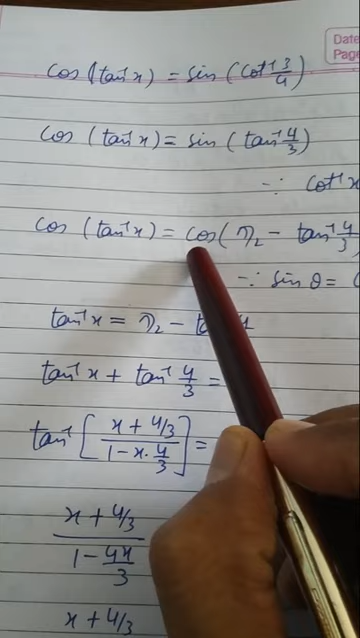 Date
Page
cos (tan⁻¹x) = sin (cot⁻¹ 3/4)
cos (tan⁻¹x) = sin (tan⁻¹ 4/3)
∵ cot⁻¹x
cos (tan⁻¹x) = cos (π/2 − tan⁻¹ 4/3)
∵ sin θ =
tan⁻¹x = π/2 −
tan⁻¹x + tan⁻¹ 4/3 =
tan⁻¹ [ (x + 4/3) / (1 − x · 4/3) ] =
x + 4/3
1 − 4x/3
x + 4/3